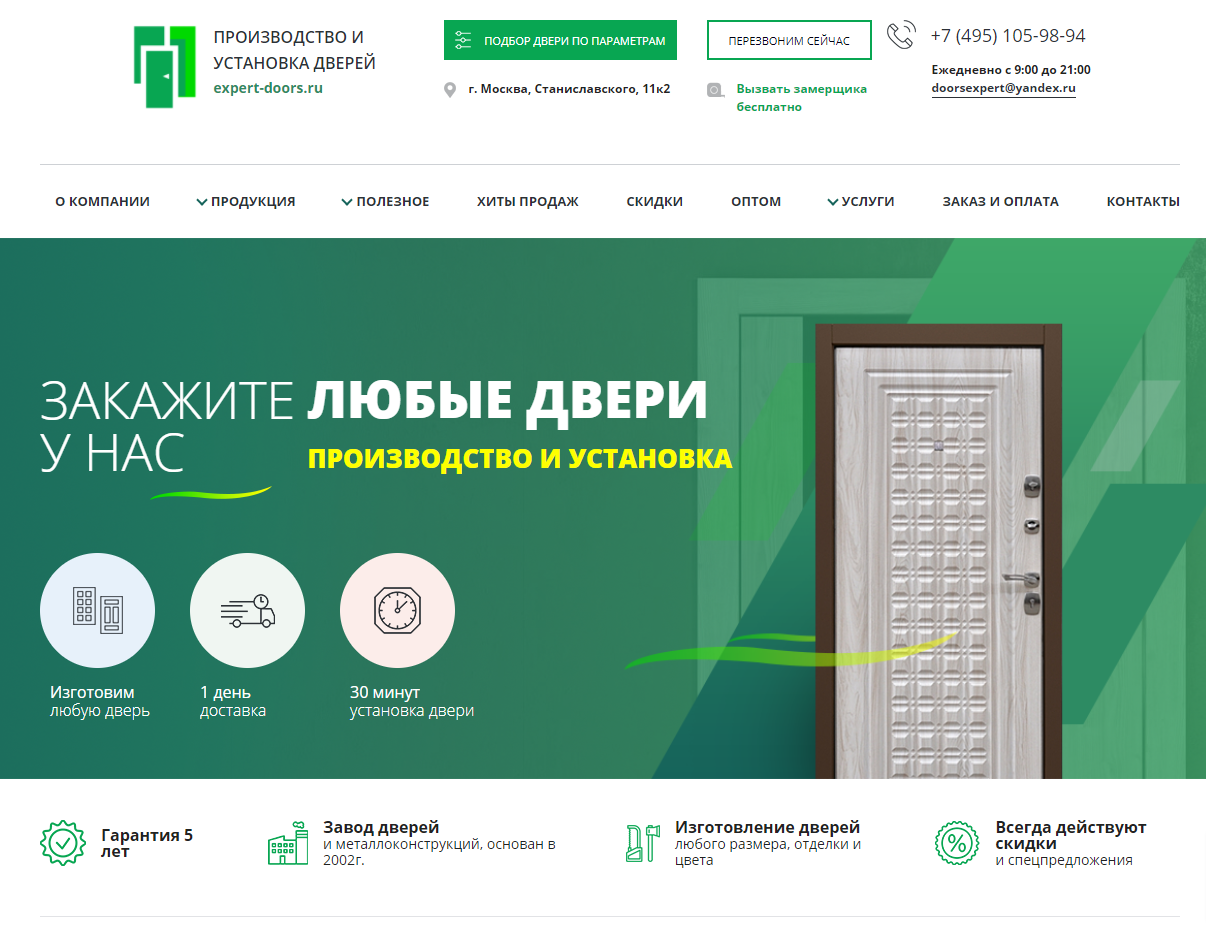 ПРОИЗВОДСТВО И
УСТАНОВКА ДВЕРЕЙ
expert-doors.ru
ПОДБОР ДВЕРИ ПО ПАРАМЕТРАМ
г. Москва, Станиславского, 11к2
ПЕРЕЗВОНИМ СЕЙЧАС
Вызвать замерщика
бесплатно
+7 (495) 105-98-94
Ежедневно с 9:00 до 21:00
doorsexpert@yandex.ru
О КОМПАНИИ
ПРОДУКЦИЯ
ПОЛЕЗНОЕ
ХИТЫ ПРОДАЖ
СКИДКИ
ОПТОМ
УСЛУГИ
ЗАКАЗ И ОПЛАТА
КОНТАКТЫ
ЗАКАЖИТЕ ЛЮБЫЕ ДВЕРИ
У НАС
ПРОИЗВОДСТВО И УСТАНОВКА
Изготовим
любую дверь
1 день
доставка
30 минут
установка двери
Гарантия 5
лет
Завод дверей
и металлоконструкций, основан в
2002г.
Изготовление дверей
любого размера, отделки и
цвета
Всегда действуют
скидки
и спецпредложения